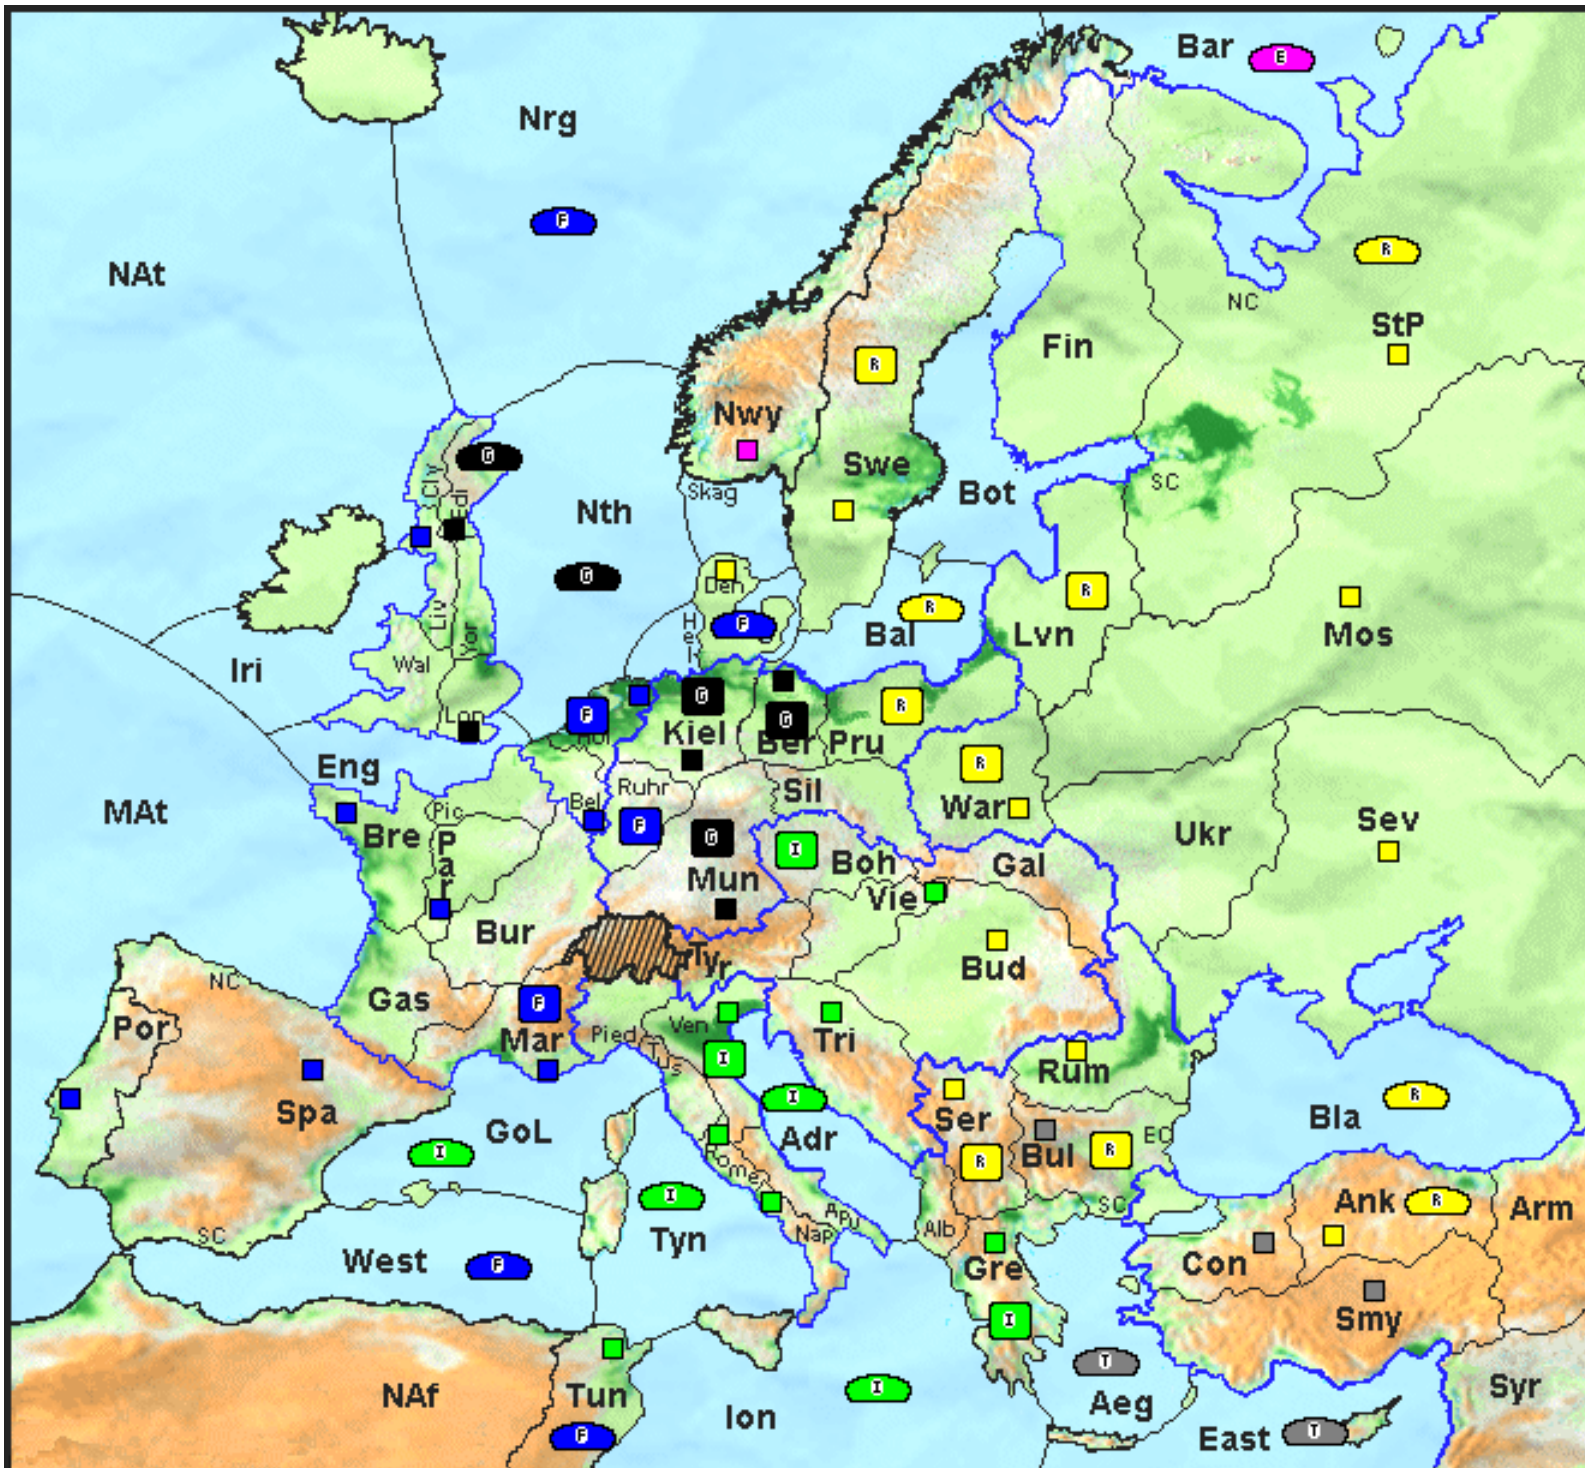 Bar
E
Nrg
F
R
NAt
NC
StP
Fin
R
Nwy
G
Cly
Edi
Swe
Skag
Bot
SC
Nth
G
Den
R
R
Liv
Yor
Hel
F
Bal
Lvn
Mos
Iri
Wal
G
F
R
Lon
G
Hol
Kiel
Ber
Pru
Eng
R
Ruhr
Sil
Bel
War
MAt
Pic
Bre
Par
F
G
I
Boh
Gal
Ukr
Sev
Mun
Vie
Bur
Tyr
Bud
NC
Gas
F
Por
Mar
Pied
Ven
Tri
Tus
I
Rum
Spa
GoL
I
Adr
Ser
R
Bla
Bul
EC
I
Rome
R
R
I
Tyn
Apu
Nap
Alb
SC
Ank
R
Arm
SC
West
F
Gre
Con
I
Smy
T
NAf
Tun
I
Aeg
Syr
Ion
F
East
T